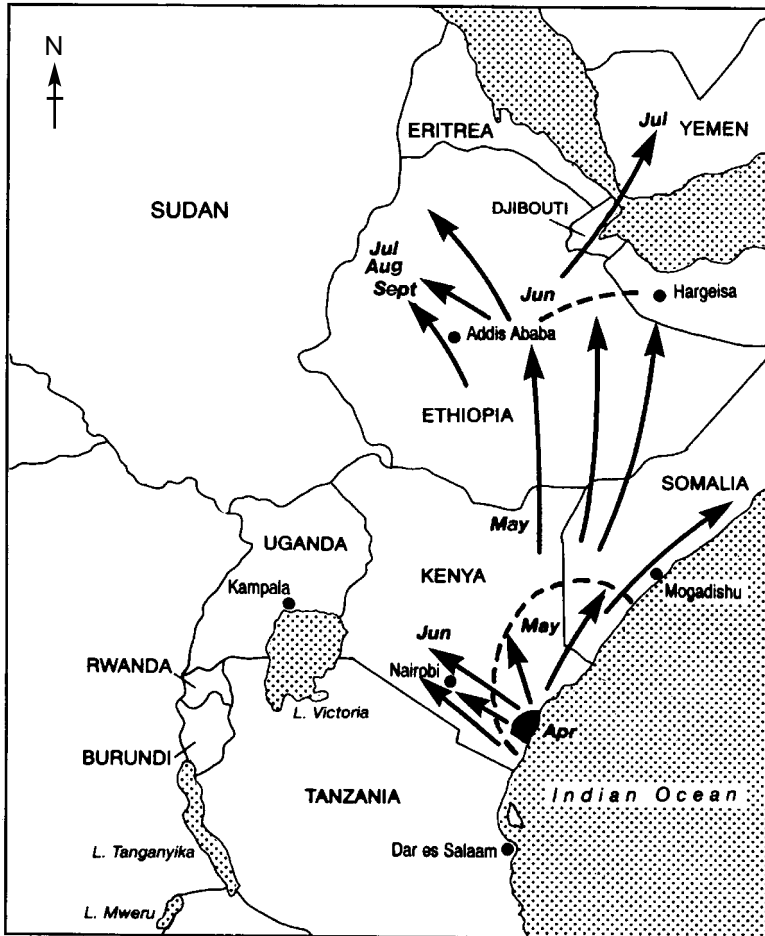 N
ERITREA
Jul
YEMEN
SUDAN
DJIBOUTI
Jul
Aug
Sept
Jun
Hargeisa
Addis Ababa
ETHIOPIA
SOMALIA
May
UGANDA
KENYA
Kampala
Mogadishu
May
Jun
RWANDA
Nairobi
L. Victoria
Apr
BURUNDI
TANZANIA
Indian Ocean
Dar es Salaam
L. Tanganyika
L. Mweru